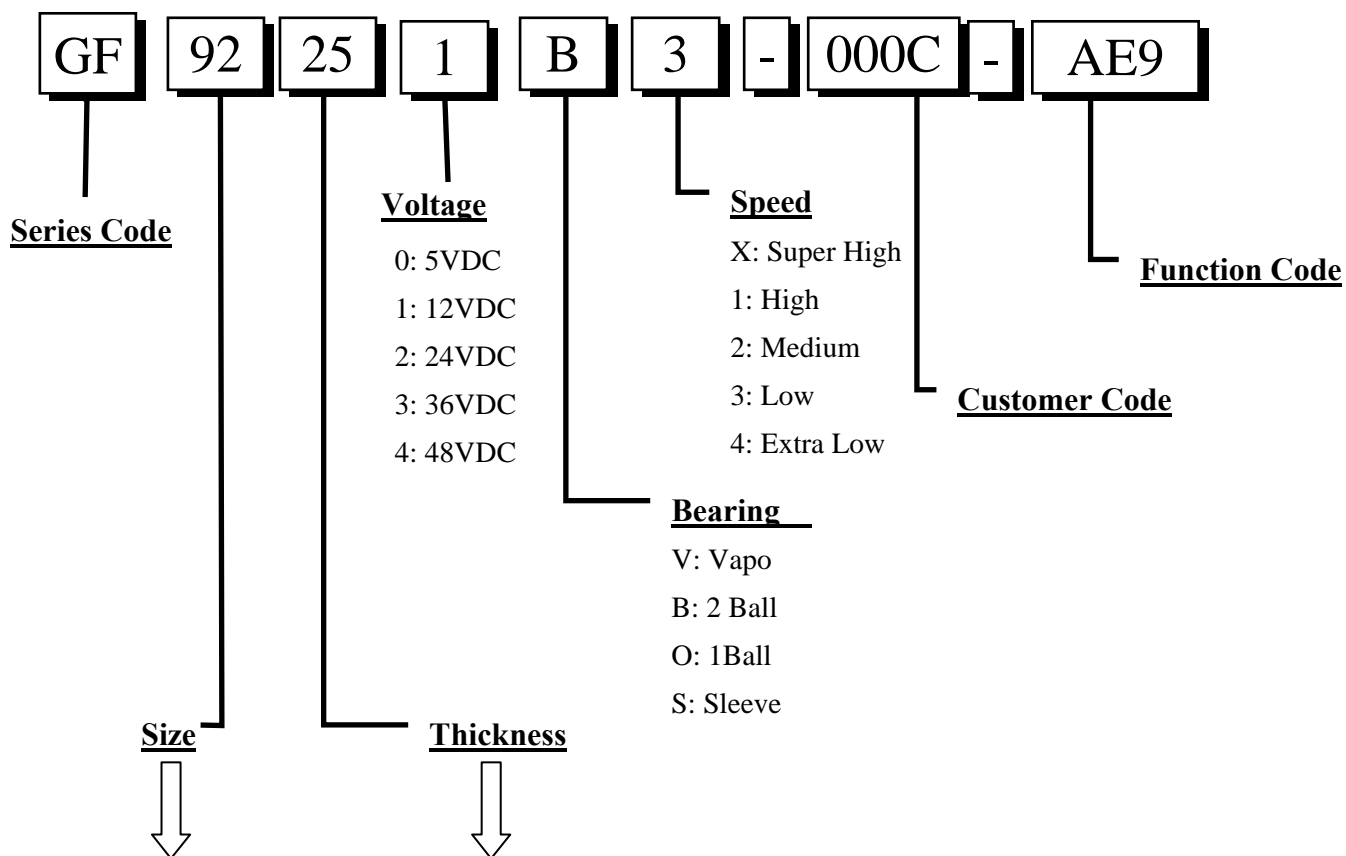 GF 92 25 1 B 3 - 000C - AE9
Series Code
Voltage
0: 5VDC
1: 12VDC
2: 24VDC
3: 36VDC
4: 48VDC
Speed
X: Super High
1: High
2: Medium
3: Low
4: Extra Low
Function Code
Customer Code
Bearing
V: Vapo
B: 2 Ball
O: 1Ball
S: Sleeve
Size
Thickness